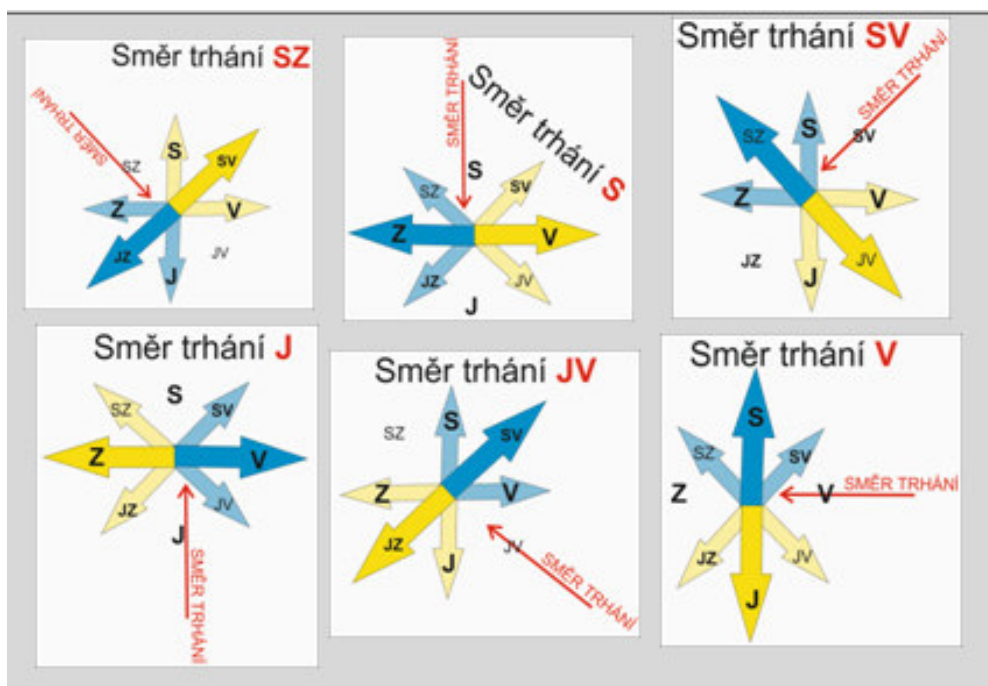 Směr trhání SZ
SMĚR TRHÁNÍ
SZ
S
SV
Z
V
JZ
J
JV
Směr trhání S
SMĚR TRHÁNÍ
S
SZ
SV
Z
V
JZ
JV
J
Směr trhání SV
SMĚR TRHÁNÍ
SZ
S
SV
Z
V
JZ
J
JV
Směr trhání J
S
SZ
SV
Z
V
JZ
JV
J
SMĚR TRHÁNÍ
Směr trhání JV
SZ
S
SV
Z
V
JZ
J
JV
SMĚR TRHÁNÍ
Směr trhání V
S
SZ
SV
Z
V
SMĚR TRHÁNÍ
JZ
JV
J